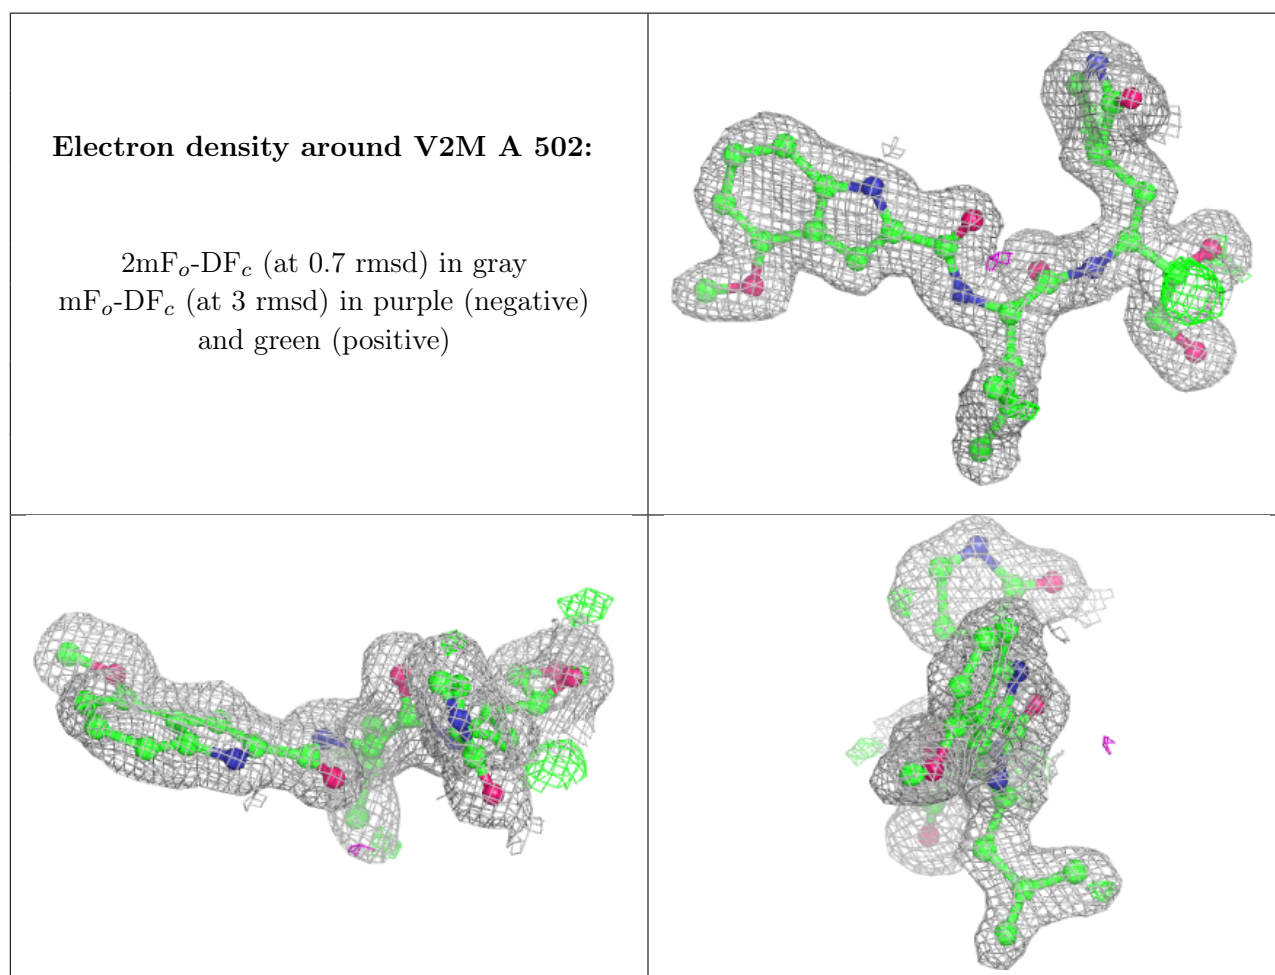 Electron density around V2M A 502:
2mFₒ-DF𝒸 (at 0.7 rmsd) in gray
mFₒ-DF𝒸 (at 3 rmsd) in purple (negative)
and green (positive)